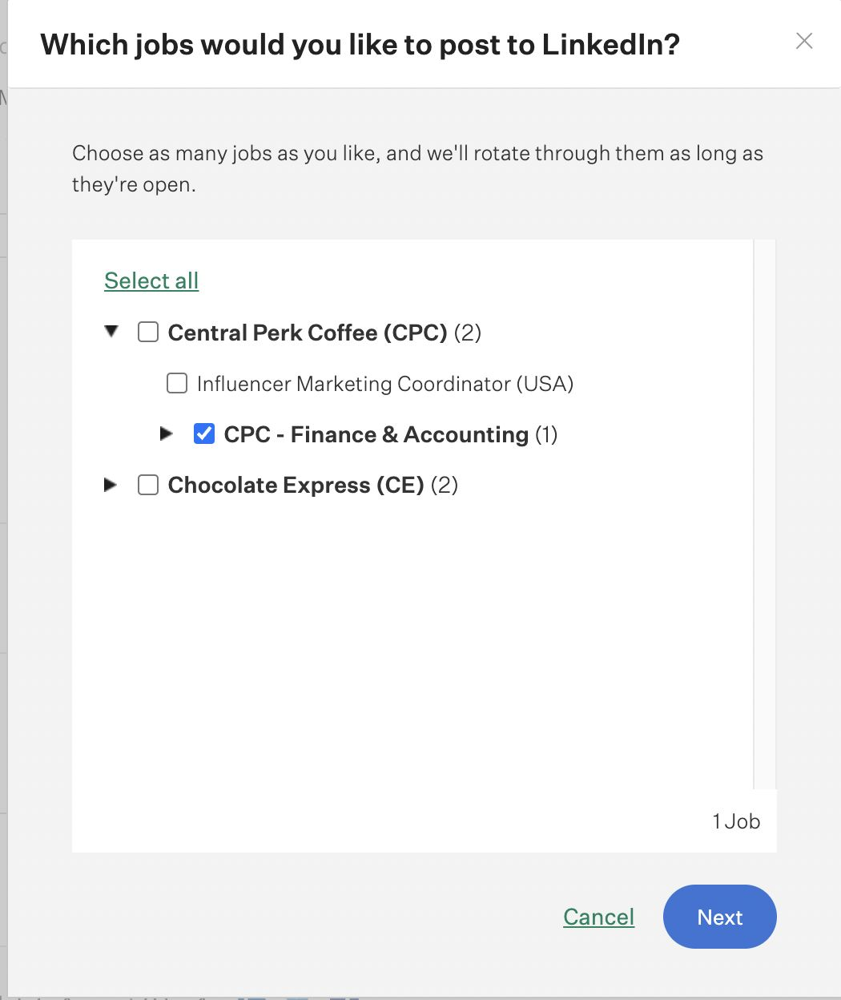 Which jobs would you like to post to LinkedIn?
Choose as many jobs as you like, and we'll rotate through them as long as
they're open.
Select all
Central Perk Coffee (CPC) (2)
Influencer Marketing Coordinator (USA)
CPC - Finance & Accounting (1)
Chocolate Express (CE) (2)
1 Job
Cancel
Next